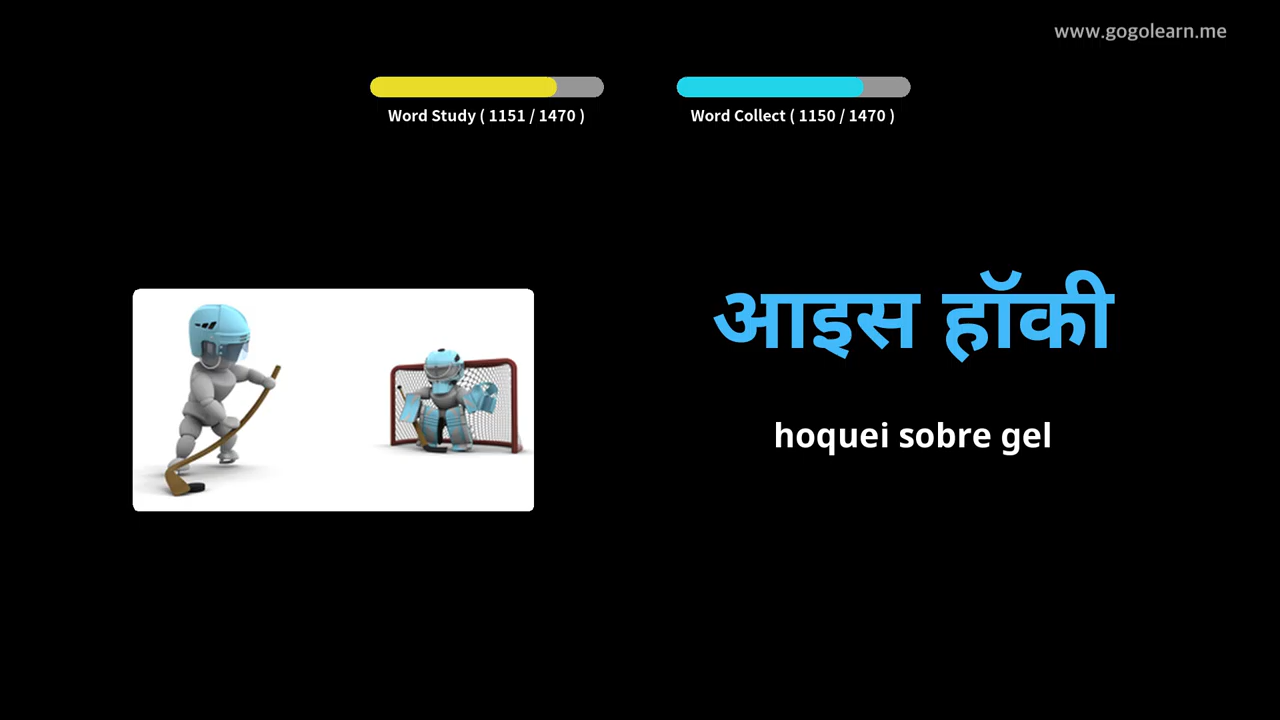 www.gogolearn.me
Word Study ( 1151 / 1470 )
Word Collect ( 1150 / 1470 )
आइस हॉकी
hoquei sobre gel